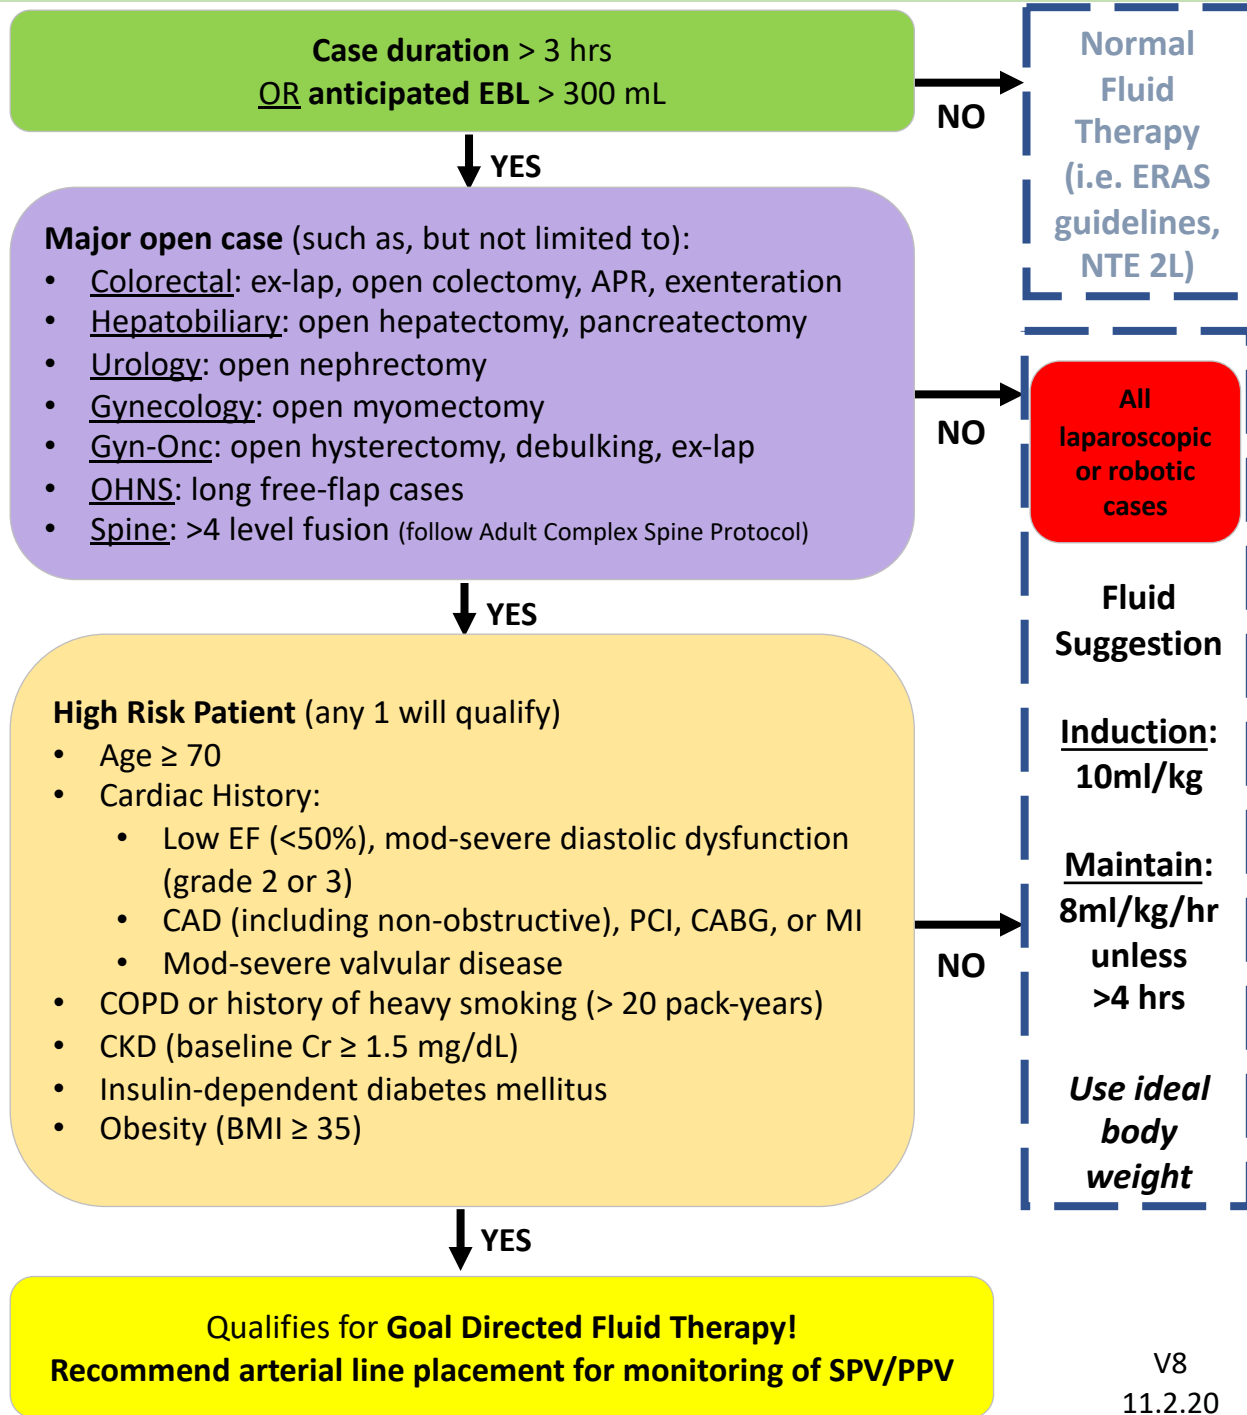 Case duration > 3 hrs
OR anticipated EBL > 300 mL
NO
Normal
Fluid
Therapy
(i.e. ERAS
guidelines,
NTE 2L)
YES
Major open case (such as, but not limited to):
• Colorectal: ex-lap, open colectomy, APR, exenteration
• Hepatobiliary: open hepatectomy, pancreatectomy
• Urology: open nephrectomy
• Gynecology: open myomectomy
• Gyn-Onc: open hysterectomy, debulking, ex-lap
• OHNS: long free-flap cases
• Spine: >4 level fusion (follow Adult Complex Spine Protocol)
NO
All
laparoscopic
or robotic
cases
Fluid
Suggestion
Induction:
10ml/kg
Maintain:
8ml/kg/hr
unless
>4 hrs
Use ideal
body
weight
YES
High Risk Patient (any 1 will qualify)
• Age ≥ 70
• Cardiac History:
• Low EF (<50%), mod-severe diastolic dysfunction
(grade 2 or 3)
• CAD (including non-obstructive), PCI, CABG, or MI
• Mod-severe valvular disease
• COPD or history of heavy smoking (> 20 pack-years)
• CKD (baseline Cr ≥ 1.5 mg/dL)
• Insulin-dependent diabetes mellitus
• Obesity (BMI ≥ 35)
NO
YES
Qualifies for Goal Directed Fluid Therapy!
Recommend arterial line placement for monitoring of SPV/PPV
V8
11.2.20